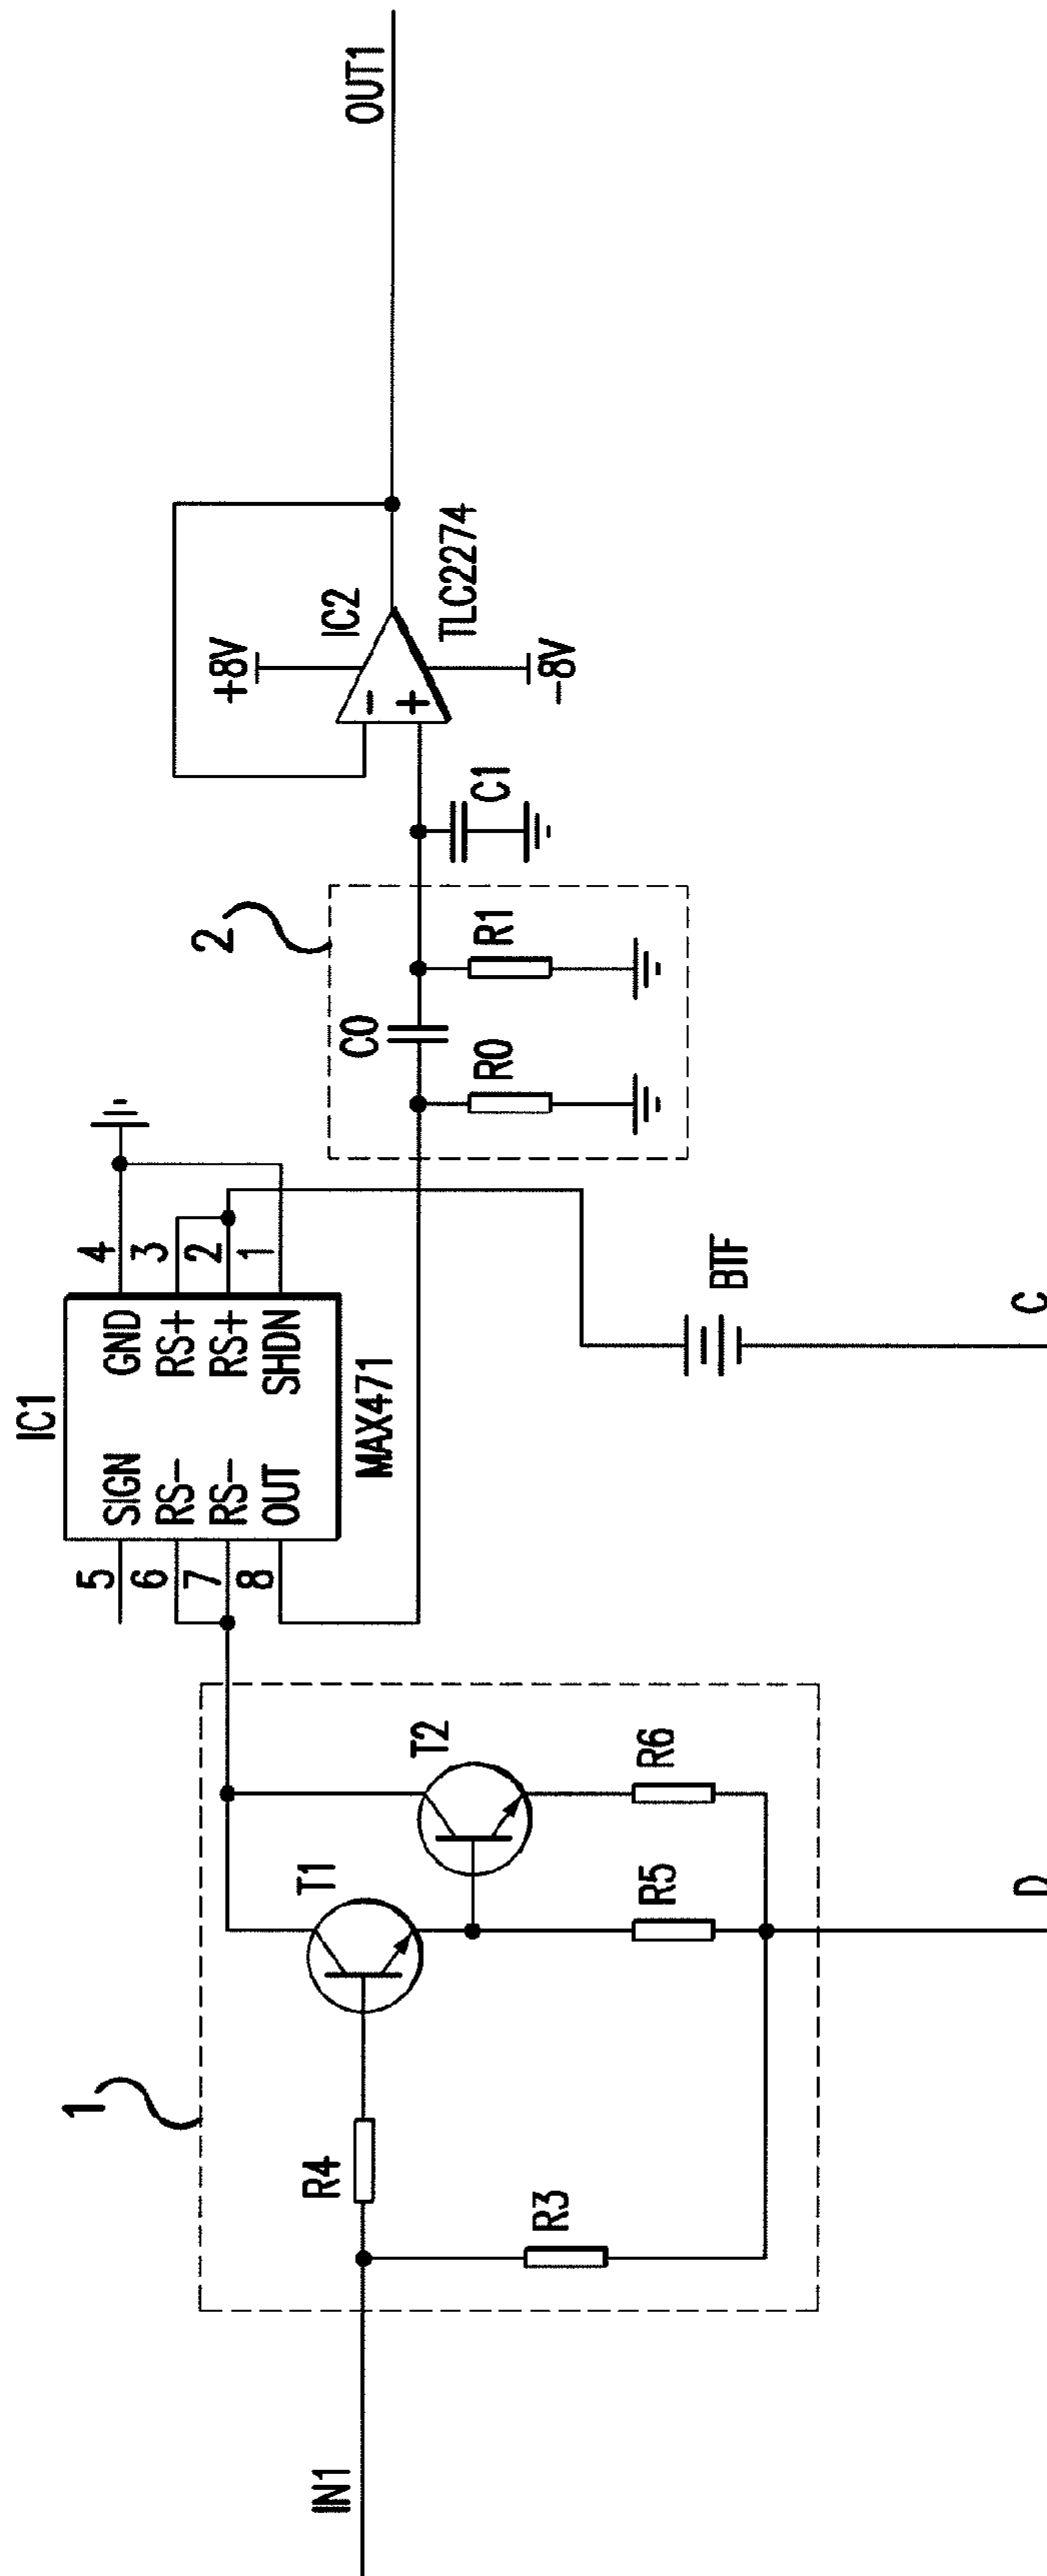 IC1
5 SIGN GND 4
6 RS- RS+ 3
7 RS- RS+ 2
8 OUT SHDN 1
MAX471
1
2
IN1
R4
R3
T1
T2
R5
R6
C0
R0
R1
C1
+8V
IC2
-
+
TLC2274
-8V
OUT1
BTF
D
C